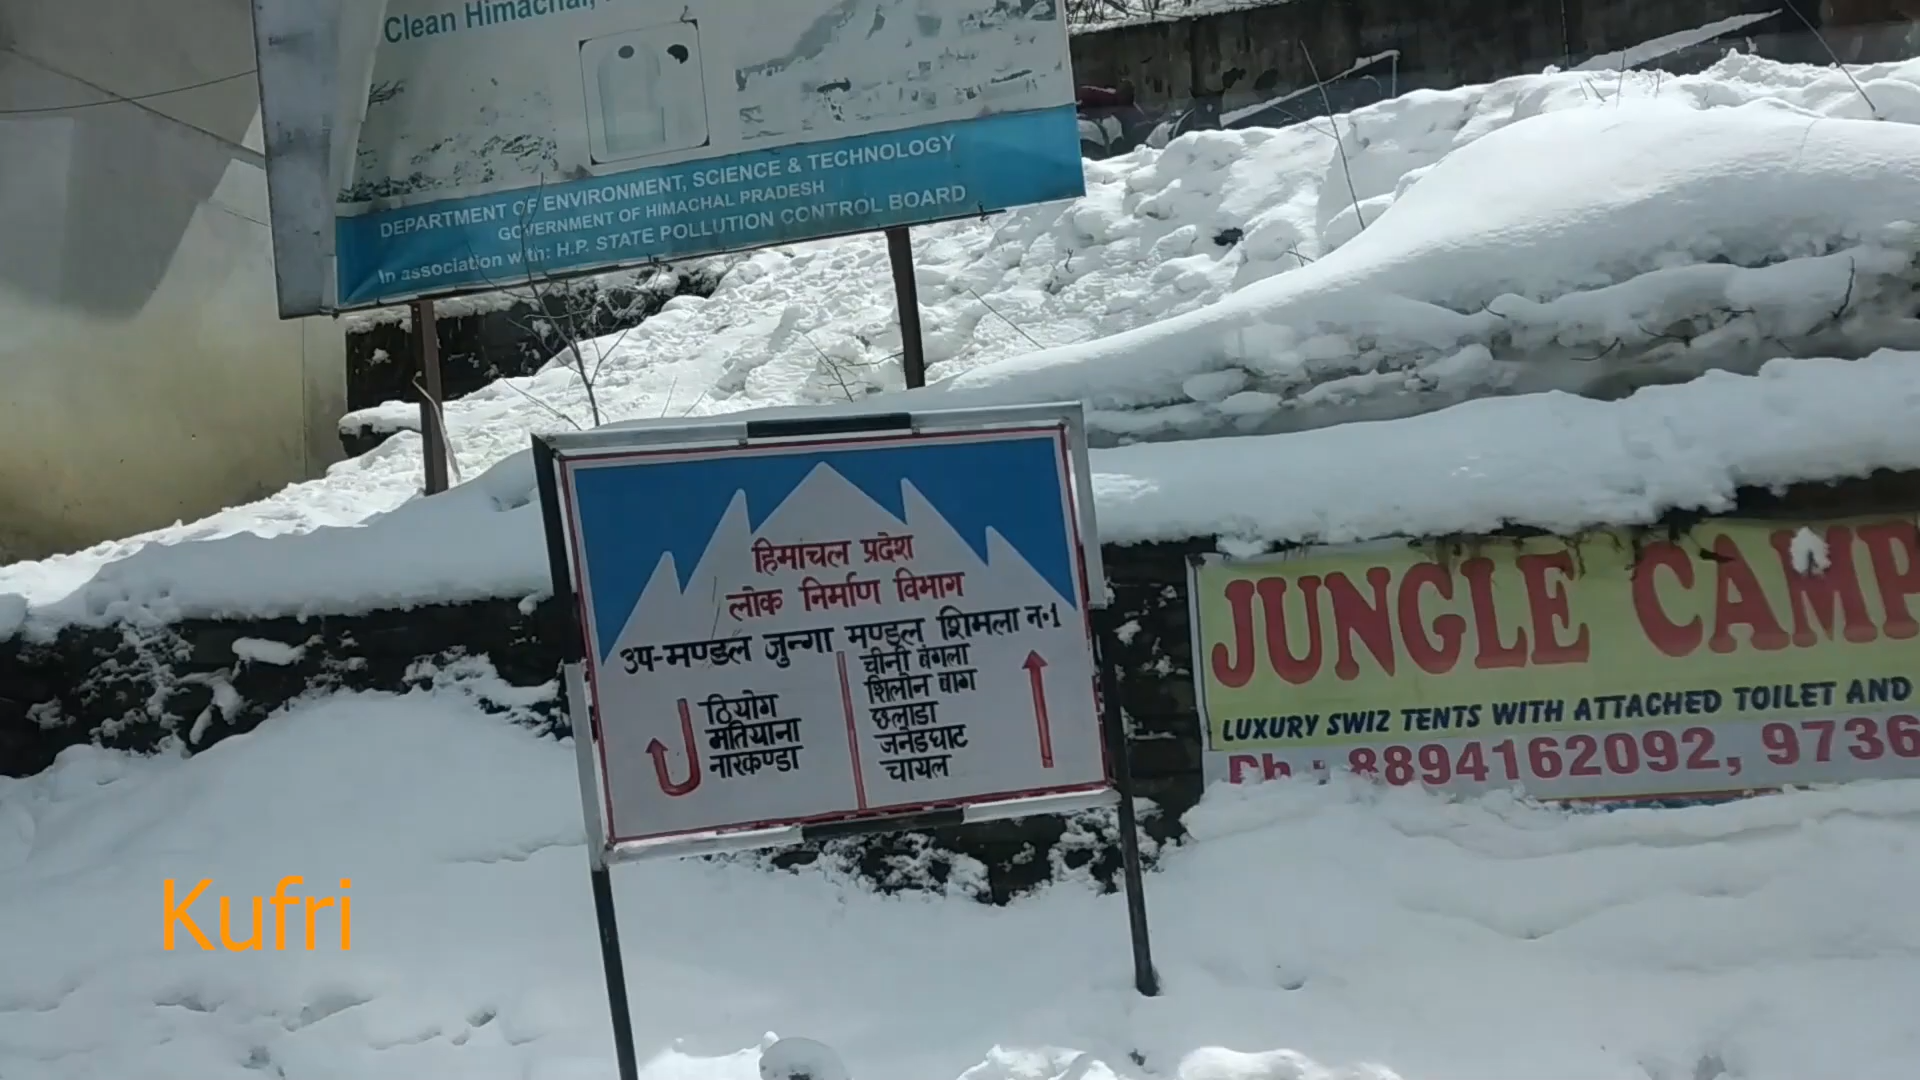 Clean Himachal,
DEPARTMENT OF ENVIRONMENT, SCIENCE & TECHNOLOGY
GOVERNMENT OF HIMACHAL PRADESH
In association with: H.P. STATE POLLUTION CONTROL BOARD
हिमाचल प्रदेश
लोक निर्माण विभाग
उप-मण्डल जुन्गा मण्डल शिमला न॰1
ठियोग
मतियाना
नारकण्डा
चीनी बंगला
शिलोन बाग
छलाडा
जनेडघाट
चायल
JUNGLE CAMP
LUXURY SWIZ TENTS WITH ATTACHED TOILET AND
Ph : 8894162092, 9736
Kufri